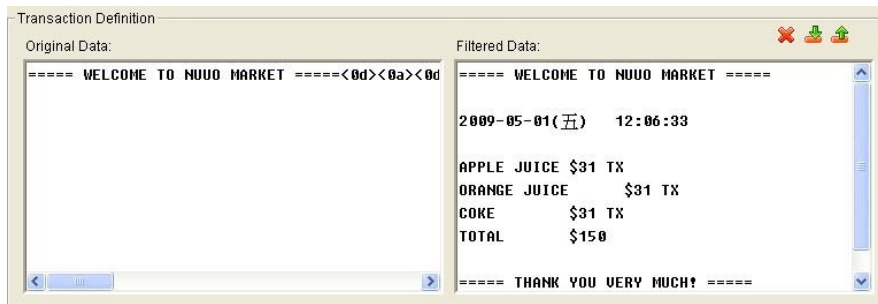 Transaction Definition
Original Data:
===== WELCOME TO NUUO MARKET =====<0d><0a><0d
Filtered Data:
===== WELCOME TO NUUO MARKET =====
2009-05-01(五) 12:06:33
APPLE JUICE $31 TX
ORANGE JUICE $31 TX
COKE $31 TX
TOTAL $150
===== THANK YOU VERY MUCH! =====